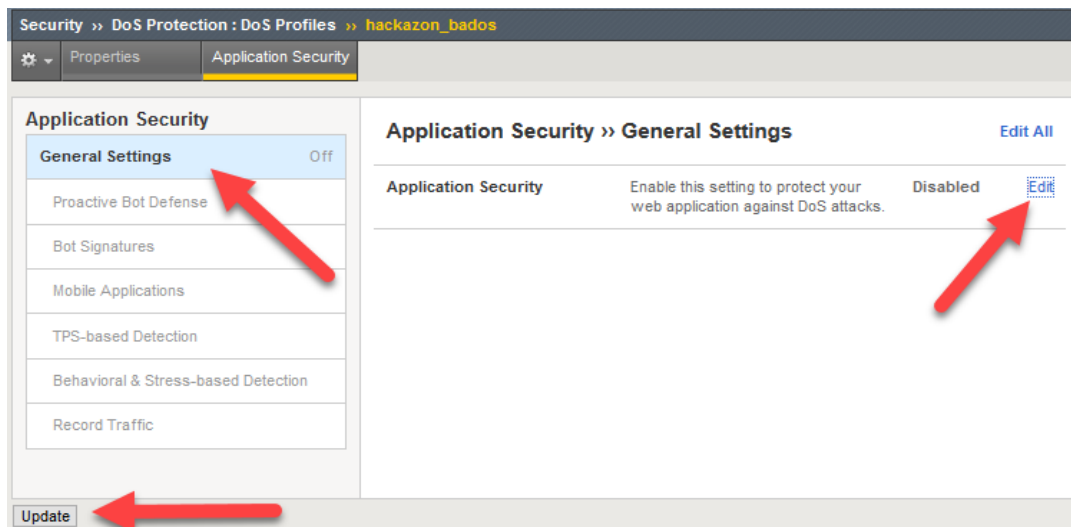 Security ›› DoS Protection : DoS Profiles ›› hackazon_bados
Properties
Application Security
Application Security
General Settings Off
Proactive Bot Defense
Bot Signatures
Mobile Applications
TPS-based Detection
Behavioral & Stress-based Detection
Record Traffic
Application Security ›› General Settings Edit All
Application Security Enable this setting to protect your Disabled Edit
web application against DoS attacks.
Update